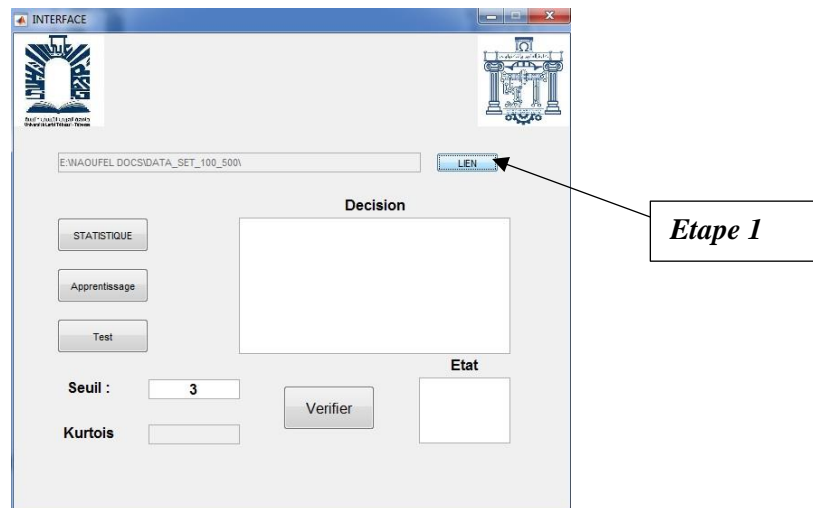 INTERFACE
E:\NAOUFEL DOCS\DATA_SET_100_500\
LIEN
Etape 1
Decision
STATISTIQUE
Apprentissage
Test
Etat
Seuil :
3
Verifier
Kurtois